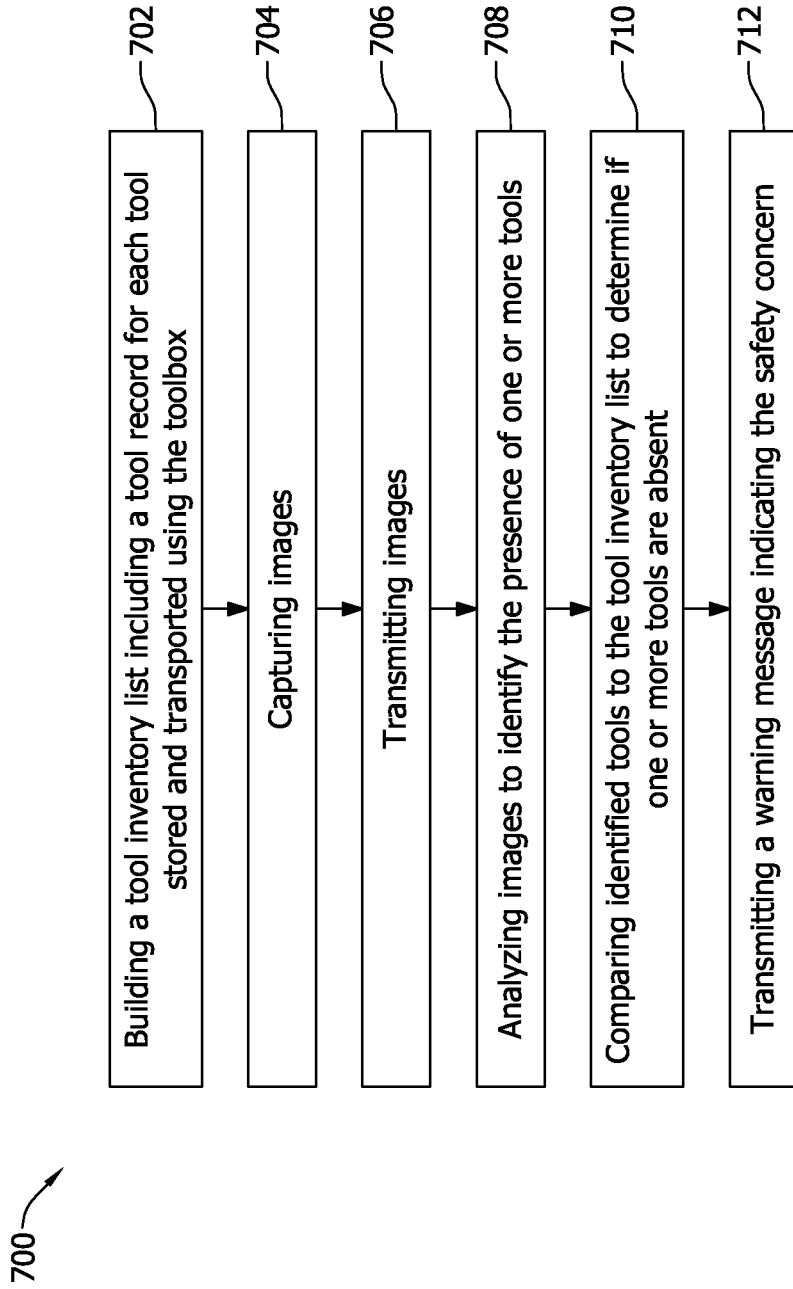 700
Building a tool inventory list including a tool record for each tool
stored and transported using the toolbox
702
Capturing images
704
Transmitting images
706
Analyzing images to identify the presence of one or more tools
708
Comparing identified tools to the tool inventory list to determine if
one or more tools are absent
710
Transmitting a warning message indicating the safety concern
712